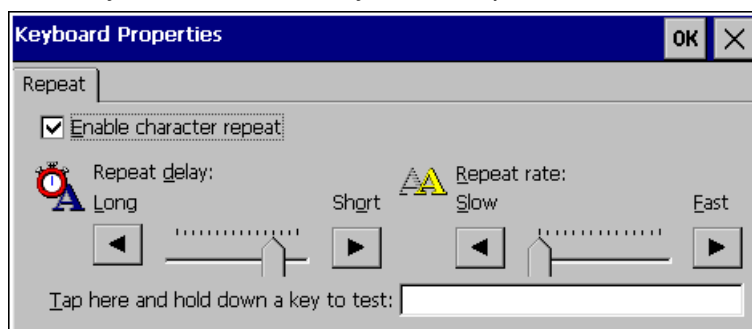 Keyboard Properties OK
Repeat
Enable character repeat
Repeat delay: Repeat rate:
Long Short Slow Fast
Tap here and hold down a key to test: